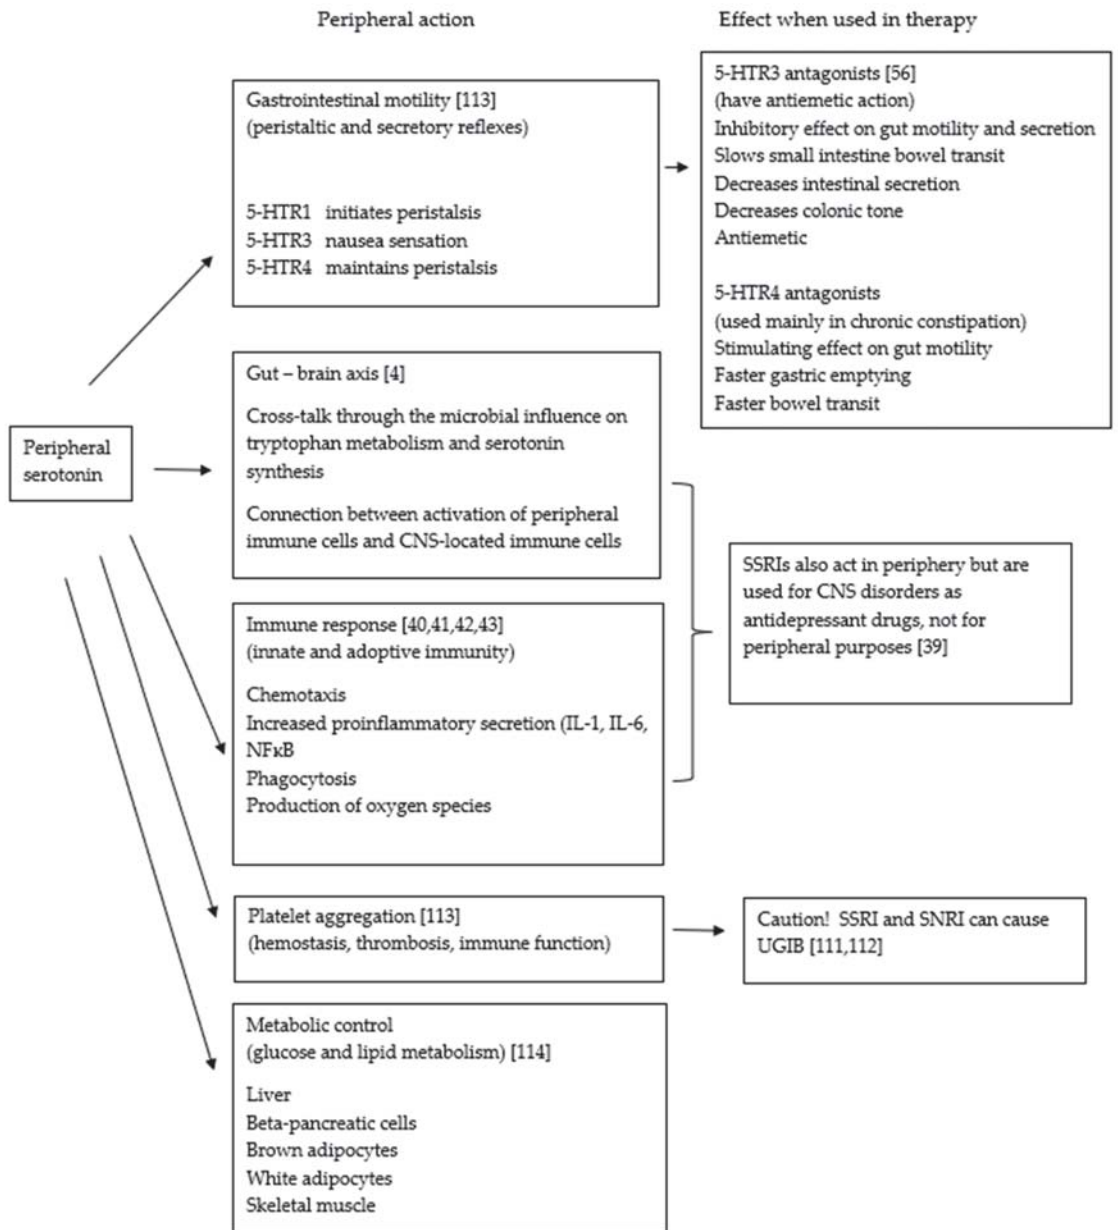 Peripheral action
Effect when used in therapy
Peripheral
serotonin
Gastrointestinal motility [113]
(peristaltic and secretory reflexes)
5-HTR1 initiates peristalsis
5-HTR3 nausea sensation
5-HTR4 maintains peristalsis
5-HTR3 antagonists [56]
(have antiemetic action)
Inhibitory effect on gut motility and secretion
Slows small intestine bowel transit
Decreases intestinal secretion
Decreases colonic tone
Antiemetic
5-HTR4 antagonists
(used mainly in chronic constipation)
Stimulating effect on gut motility
Faster gastric emptying
Faster bowel transit
Gut – brain axis [4]
Cross-talk through the microbial influence on
tryptophan metabolism and serotonin
synthesis
Connection between activation of peripheral
immune cells and CNS-located immune cells
Immune response [40,41,42,43]
(innate and adoptive immunity)
Chemotaxis
Increased proinflammatory secretion (IL-1, IL-6,
NFκB
Phagocytosis
Production of oxygen species
SSRIs also act in periphery but are
used for CNS disorders as
antidepressant drugs, not for
peripheral purposes [39]
Platelet aggregation [113]
(hemostasis, thrombosis, immune function)
Caution! SSRI and SNRI can cause
UGIB [111,112]
Metabolic control
(glucose and lipid metabolism) [114]
Liver
Beta-pancreatic cells
Brown adipocytes
White adipocytes
Skeletal muscle